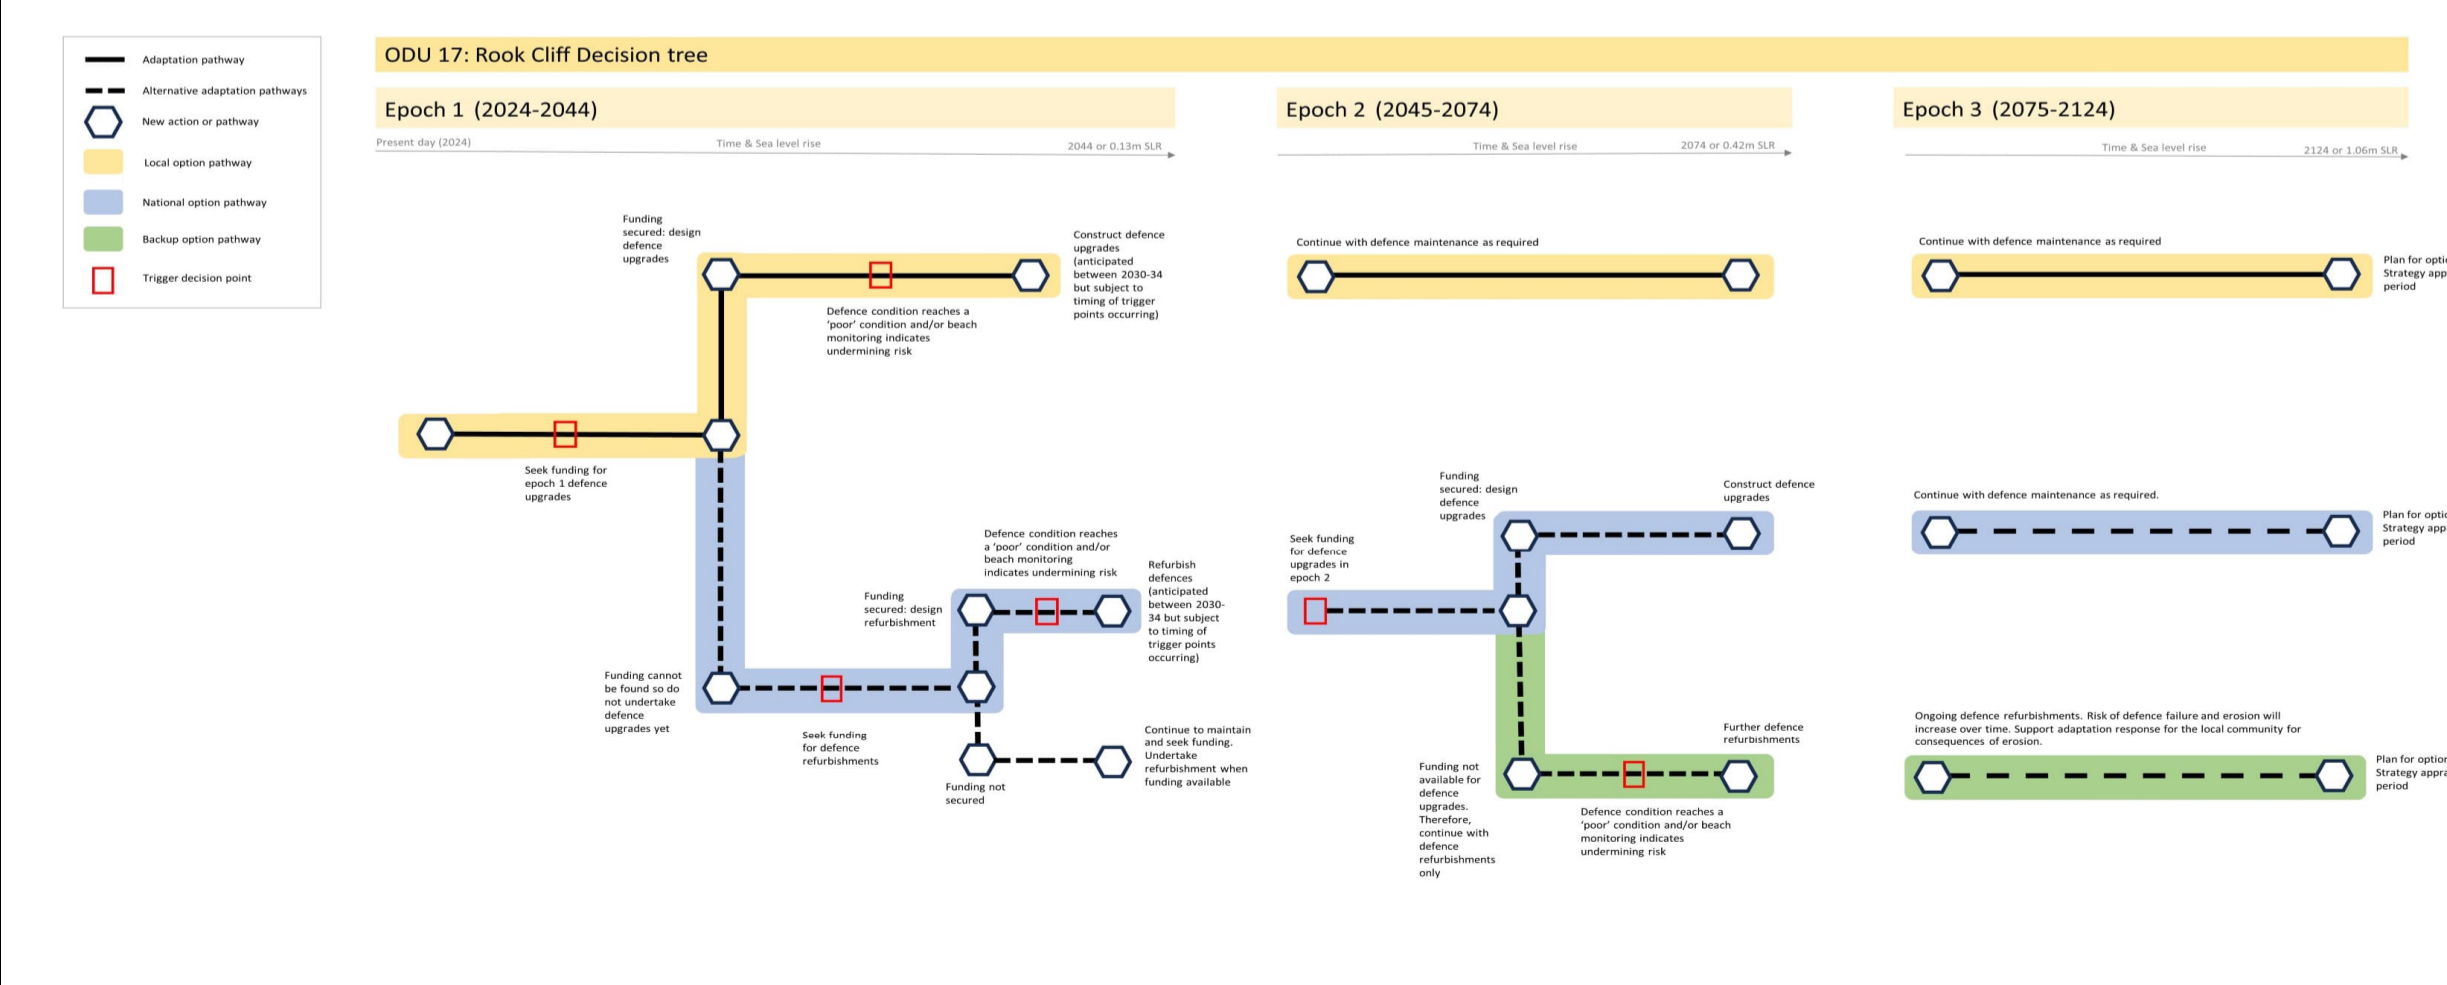 Adaptation pathway
Alternative adaptation pathways
New action or pathway
Local option pathway
National option pathway
Backup option pathway
Trigger decision point
ODU 17: Rook Cliff Decision tree
Epoch 1 (2024-2044)
Present day (2024)
Time & Sea level rise
2044 or 0.13m SLR
Funding
secured: design
defence
upgrades
Construct defence
upgrades
(anticipated
between 2030-34
but subject to
timing of trigger
points occurring)
Defence condition reaches a
‘poor’ condition and/or beach
monitoring indicates
undermining risk
Seek funding for
epoch 1 defence
upgrades
Defence condition reaches
a ‘poor’ condition and/or
beach monitoring
indicates undermining risk
Refurbish
defences
(anticipated
between 2030-
34 but subject
to timing of
trigger points
occurring)
Funding
secured: design
refurbishment
Funding cannot
be found so do
not undertake
defence
upgrades yet
Seek funding
for defence
refurbishments
Funding not
secured
Continue to maintain
and seek funding.
Undertake
refurbishment when
funding available
Epoch 2 (2045-2074)
Time & Sea level rise
2074 or 0.42m SLR
Continue with defence maintenance as required
Funding
secured: design
defence
upgrades
Construct defence
upgrades
Seek funding
for defence
upgrades in
epoch 2
Further defence
refurbishments
Funding not
available for
defence
upgrades.
Therefore,
continue with
defence
refurbishments
only
Defence condition reaches a
‘poor’ condition and/or beach
monitoring indicates
undermining risk
Epoch 3 (2075-2124)
Time & Sea level rise
2124 or 1.06m SLR
Continue with defence maintenance as required
Plan for
Strategy
period
Continue with defence maintenance as required.
Plan for
Strategy
period
Ongoing defence refurbishments. Risk of defence failure and erosion will
increase over time. Support adaptation response for the local community for
consequences of erosion.
Plan for option
Strategy
period